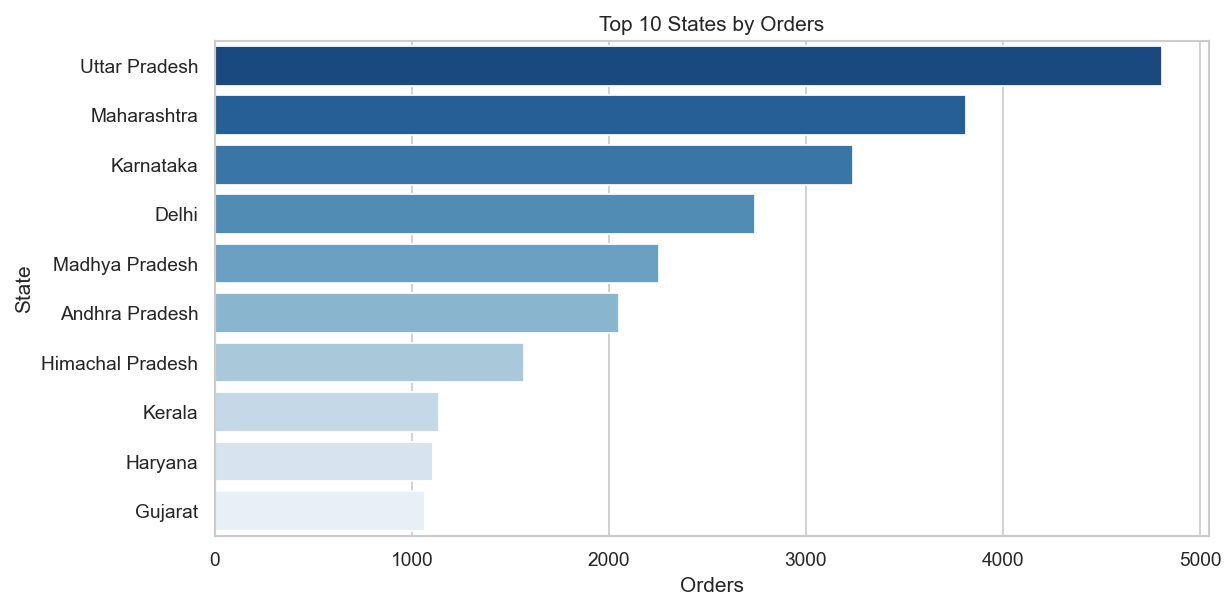 Top 10 States by Orders
Uttar Pradesh
Maharashtra
Karnataka
Delhi
Madhya Pradesh
Andhra Pradesh
Himachal Pradesh
Kerala
Haryana
Gujarat
State
0 1000 2000 3000 4000 5000
Orders